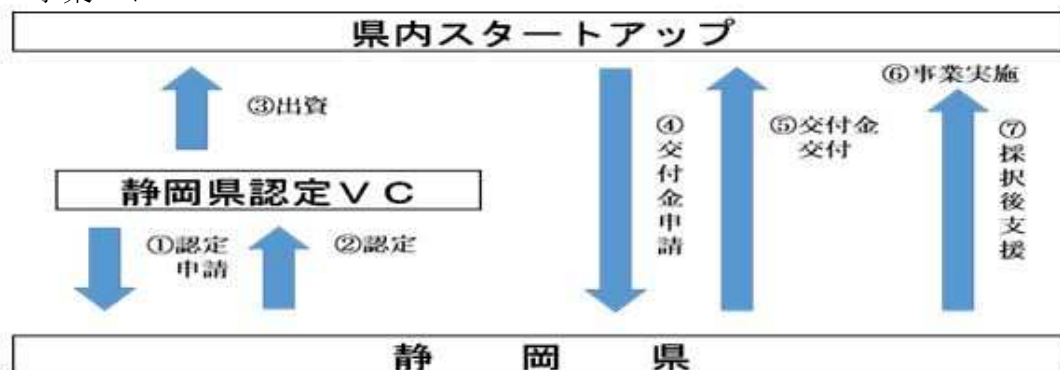 県内スタートアップ
③出資
④交付金申請
⑤交付金
交付
⑥事業実施
⑦採択後支援
静岡県認定VC
①認定
申請
②認定
静岡県